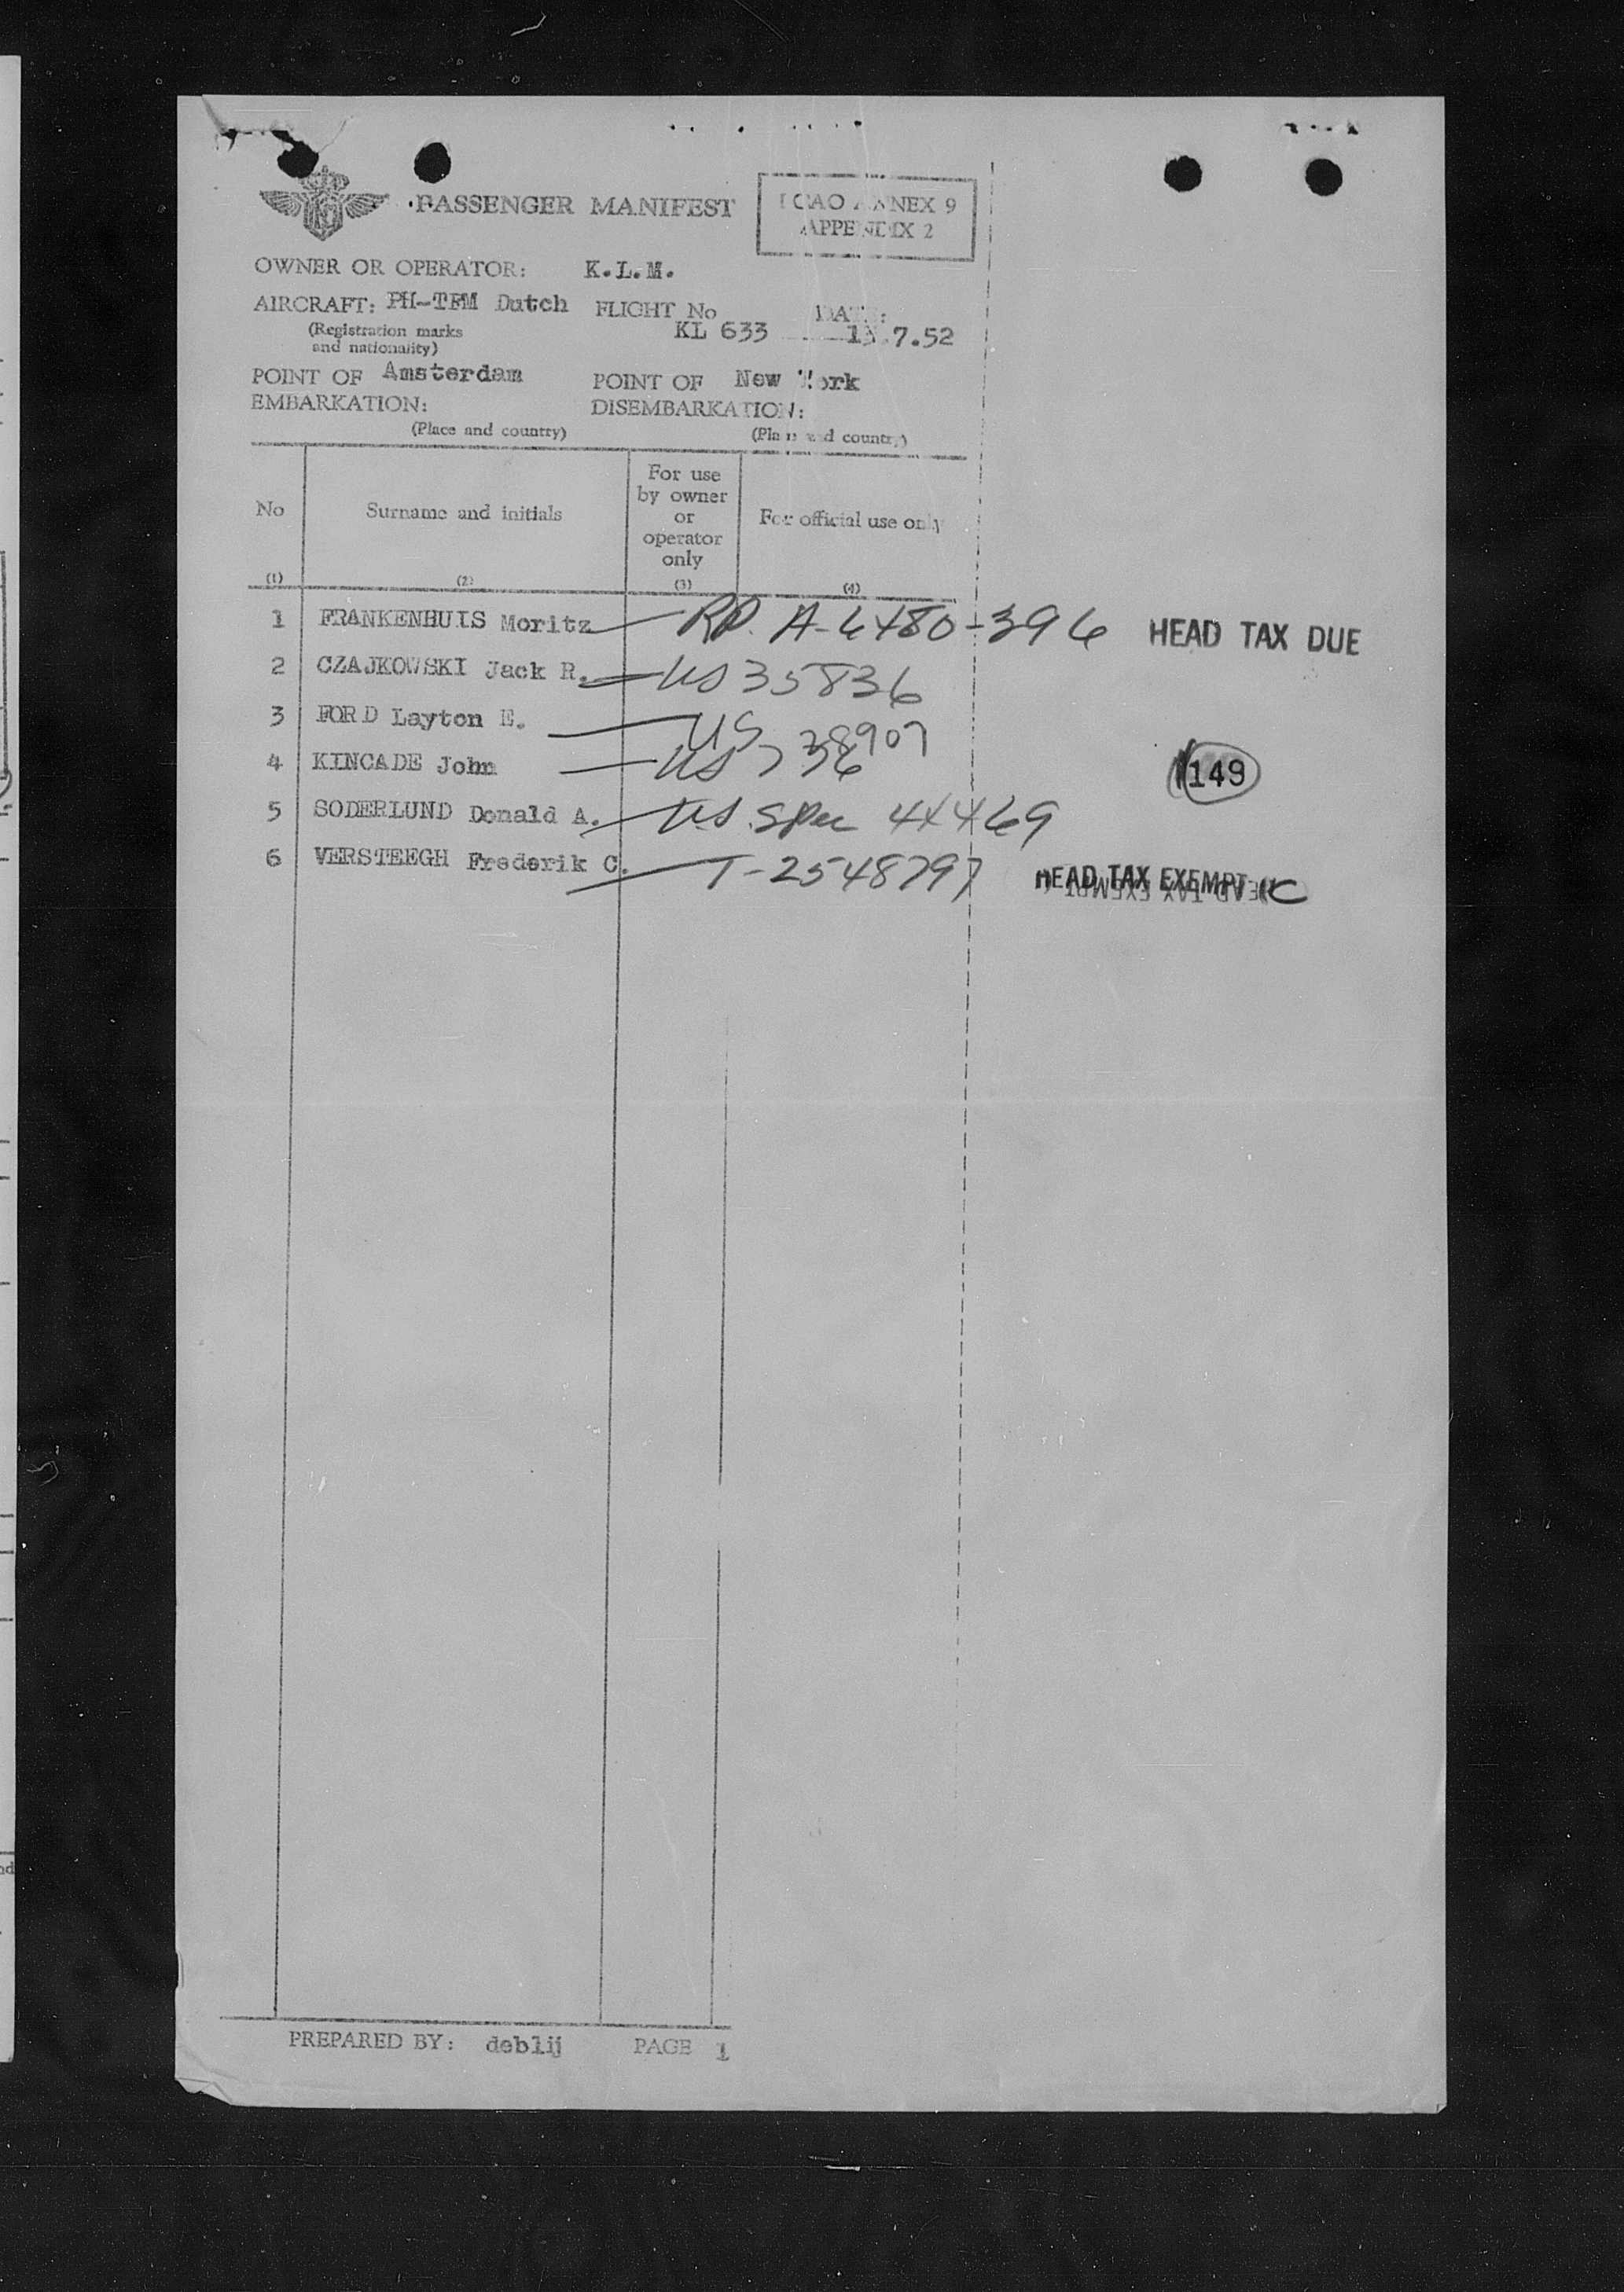 PASSENGER MANIFEST
ICAO ANNEX 9
APPENDIX 2
OWNER OR OPERATOR: K.L.M.
AIRCRAFT: PH-TFM Dutch FLIGHT No KL 633 DATE: .7.52
(Registration marks
and nationality)
POINT OF Amsterdam POINT OF New York
EMBARKATION: DISEMBARKATION:
(Place and country) (Place and country)
No Surname and initials For use by owner or operator only For official use only
(1) (2) (3) (4)
1 FRANKENHUIS Moritz RP. A-6480-396 HEAD TAX DUE
2 CZAJKOWSKI Jack R. US 35836
3 FORD Layton E. US 38907
4 KINCADE John US 736
149
5 SODERLUND Donald A. US Spec 44469
6 VERSTEEGH Frederik C. T-2548797 HEAD TAX EXEMPT
PREPARED BY: deblij PAGE 1